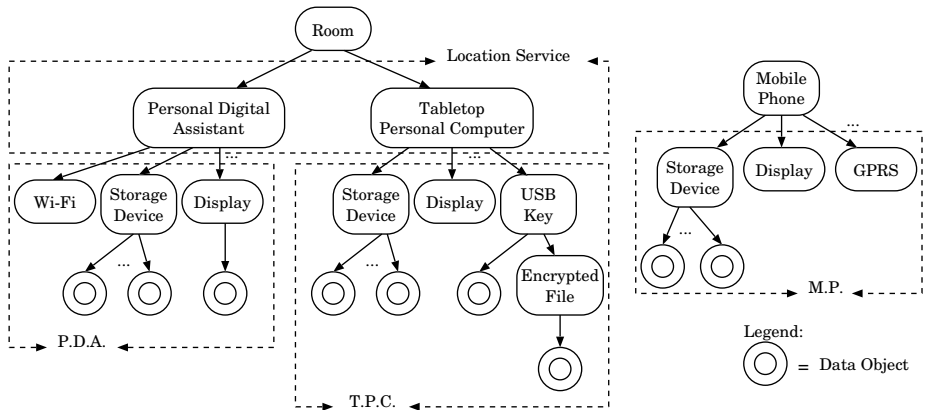 Room
Location Service
Personal Digital
Assistant
Tabletop
Personal Computer
Mobile
Phone
...
...
...
Wi-Fi
Storage
Device
Display
Storage
Device
Display
USB
Key
Storage
Device
Display
GPRS
...
...
...
Encrypted
File
M.P.
P.D.A.
Legend:
= Data Object
T.P.C.